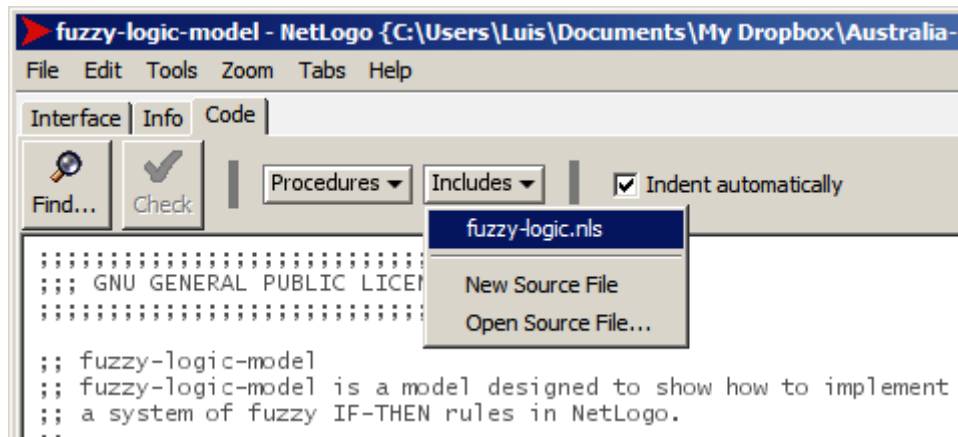 fuzzy-logic-model - NetLogo {C:\Users\Luis\Documents\My Dropbox\Australia-
File Edit Tools Zoom Tabs Help
Interface Info Code
Find... Check Procedures Includes Indent automatically
fuzzy-logic.nls
New Source File
Open Source File...
;;;;;;;;;;;;;;;;;;;;;;;;;;;;
;;; GNU GENERAL PUBLIC LICEN
;;;;;;;;;;;;;;;;;;;;;;;;;;;;
;; fuzzy-logic-model
;; fuzzy-logic-model is a model designed to show how to implement
;; a system of fuzzy IF-THEN rules in NetLogo.